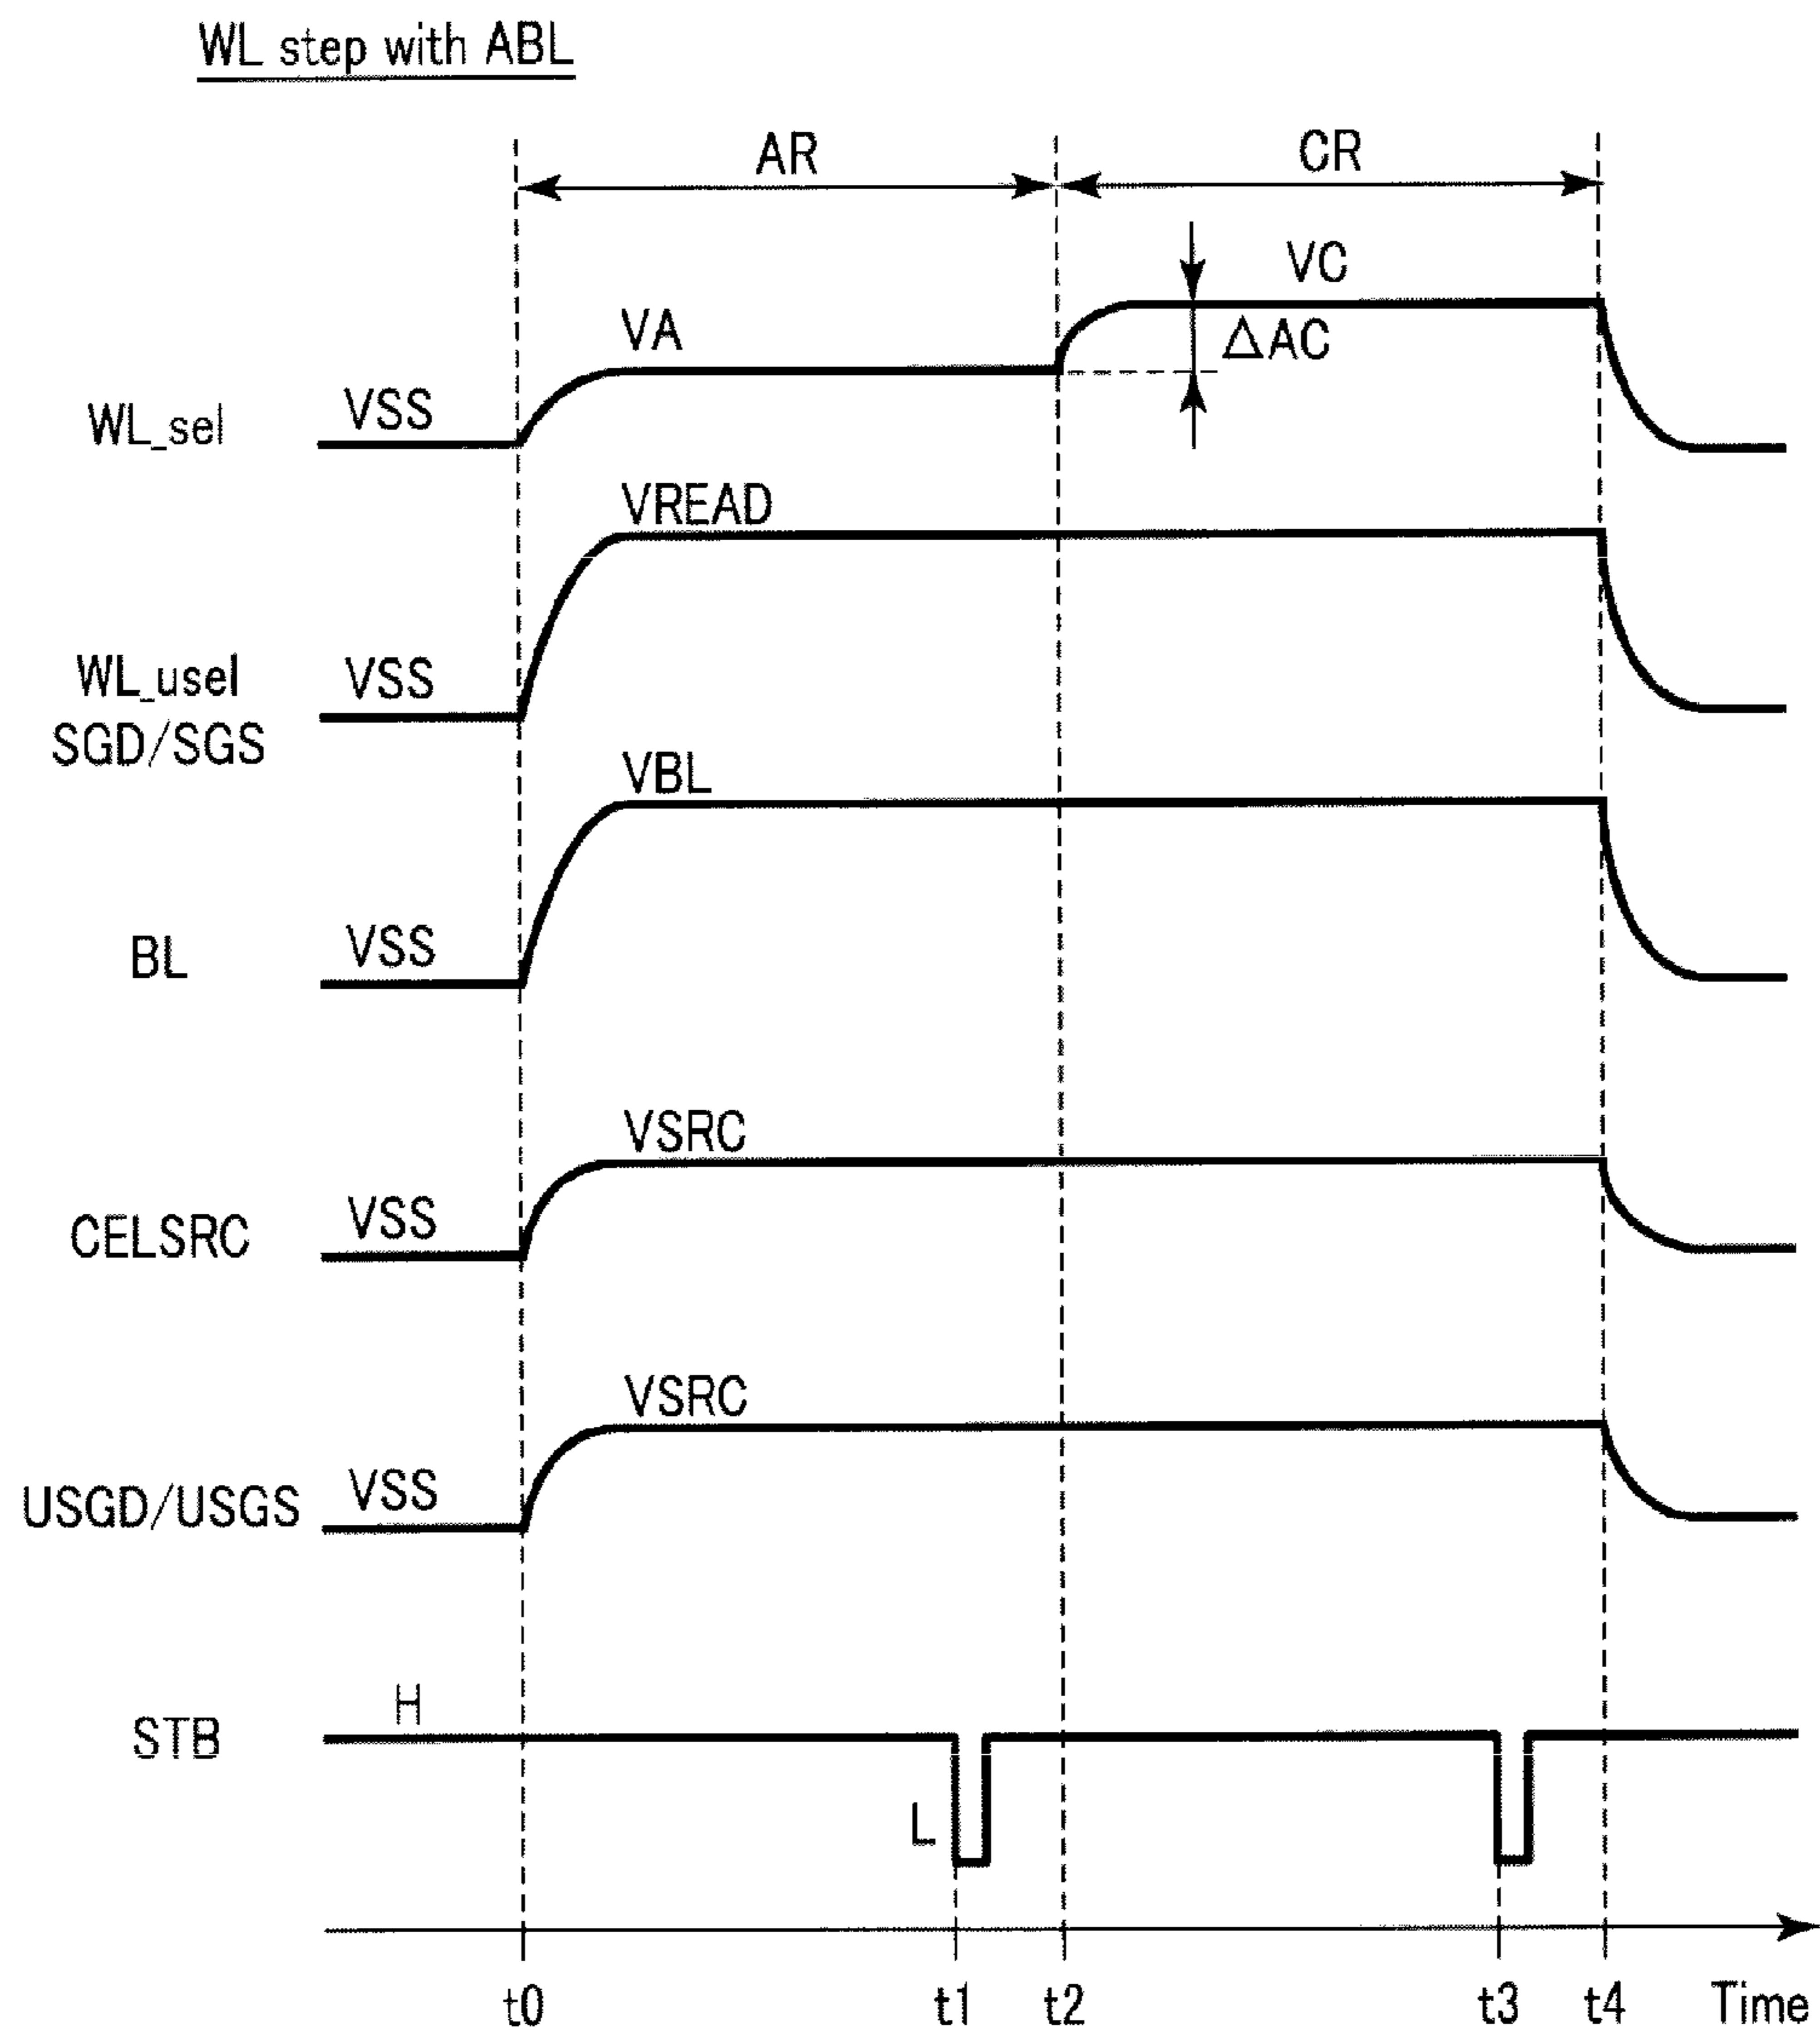 WL step with ABL
AR
CR
VC
VA
△AC
WL_sel
VSS
VREAD
WL_usel
SGD/SGS
VSS
VBL
BL
VSS
VSRC
CELSRC
VSS
VSRC
USGD/USGS
VSS
H
STB
L
t0
t1
t2
t3
t4
Time